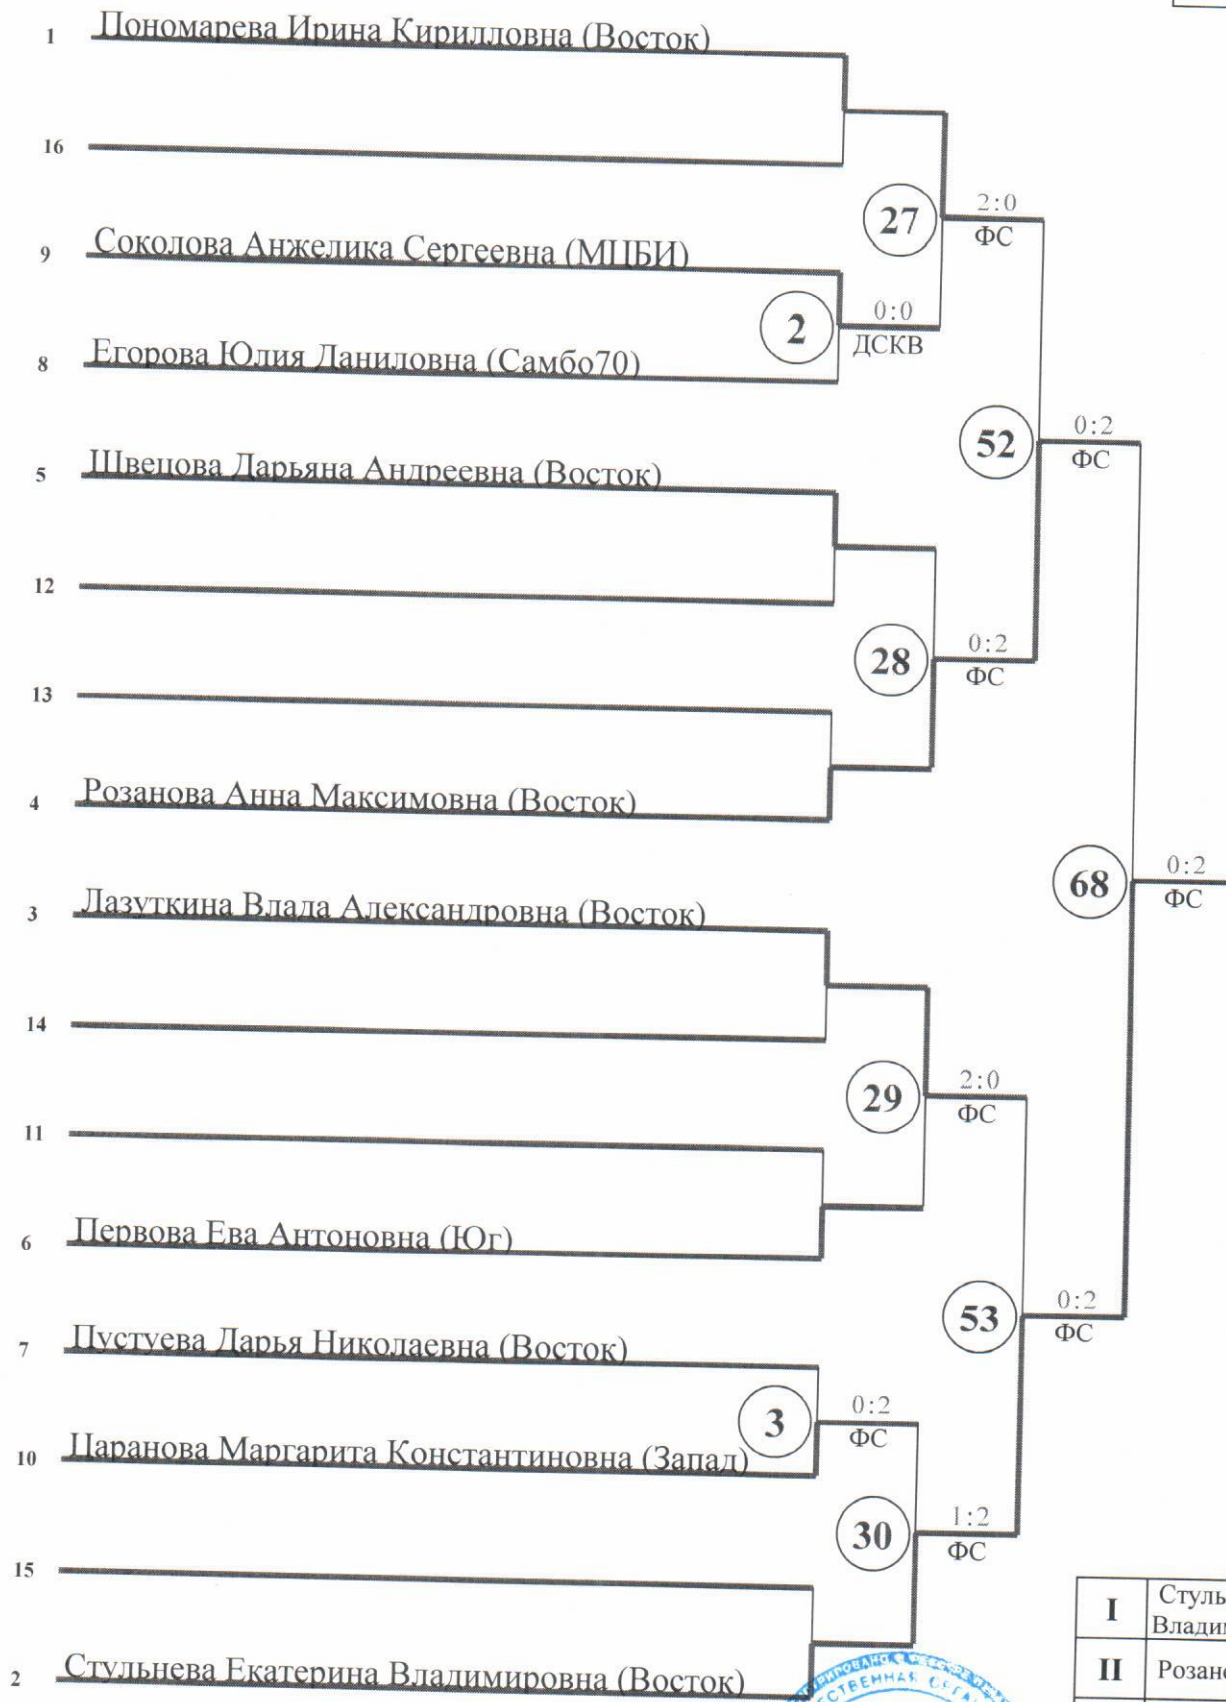 1 Пономарева Ирина Кирилловна (Восток)
16
27 2:0
ФС
9 Соколова Анжелика Сергеевна (МЦБИ)
2 0:0
ДСКВ
8 Егорова Юлия Даниловна (Самбо70)
52 0:2
ФС
5 Швецова Дарьяна Андреевна (Восток)
12
28 0:2
ФС
13
4 Розанова Анна Максимовна (Восток)
68 0:2
ФС
3 Лазуткина Влада Александровна (Восток)
14
29 2:0
ФС
11
6 Первова Ева Антоновна (Юг)
53 0:2
ФС
7 Пустуева Дарья Николаевна (Восток)
3 0:2
ФС
10 Царанова Маргарита Константиновна (Запад)
30 1:2
ФС
15
2 Стульнева Екатерина Владимировна (Восток)
I
II